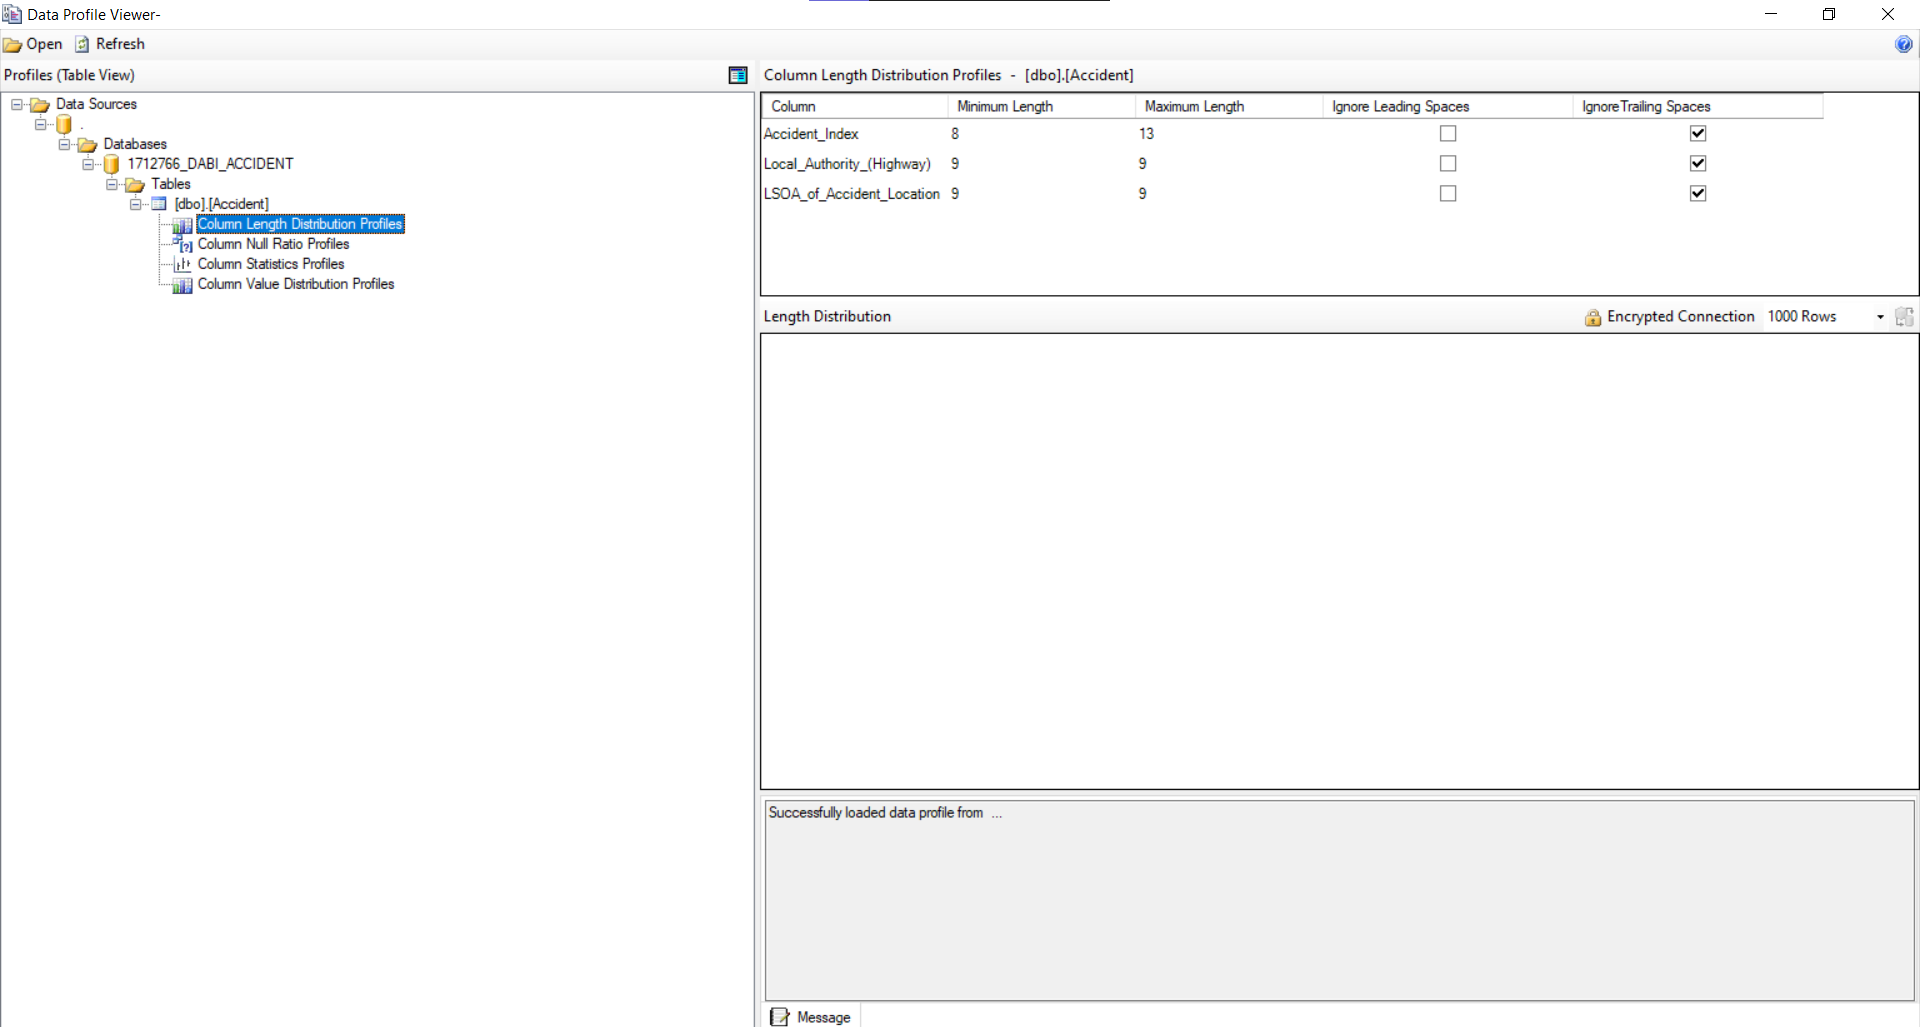 Data Profile Viewer-
Open Refresh
Profiles (Table View)
Data Sources
.
Databases
1712766_DABI_ACCIDENT
Tables
[dbo].[Accident]
Column Length Distribution Profiles
Column Null Ratio Profiles
Column Statistics Profiles
Column Value Distribution Profiles
Column Length Distribution Profiles - [dbo].[Accident]
Column Minimum Length Maximum Length Ignore Leading Spaces Ignore Trailing Spaces
Accident_Index 8 13
Local_Authority_(Highway) 9 9
LSOA_of_Accident_Location 9 9
Length Distribution Encrypted Connection 1000 Rows
Successfully loaded data profile from ...
Message